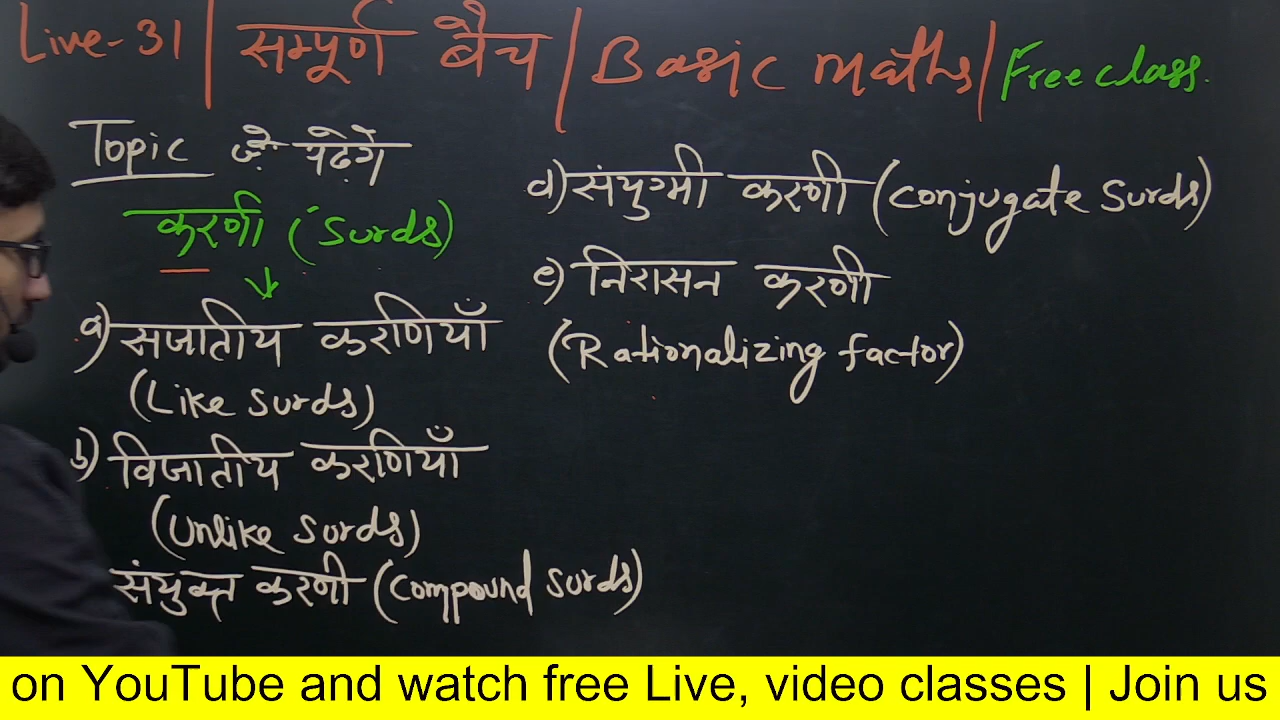 Live-31 | सम्पूर्ण बैच | Basic maths | Free class.
Topic जो पढ़ेगें
करणी (Surds)
a) सजातीय करणियाँ
(Like surds)
b) विजातीय करणियाँ
(Unlike surds)
संयुक्त करणी (Compound surds)
d) संयुग्मी करणी (Conjugate Surds)
e) निरासन करणी
(Rationalizing factor)
on YouTube and watch free Live, video classes | Join us